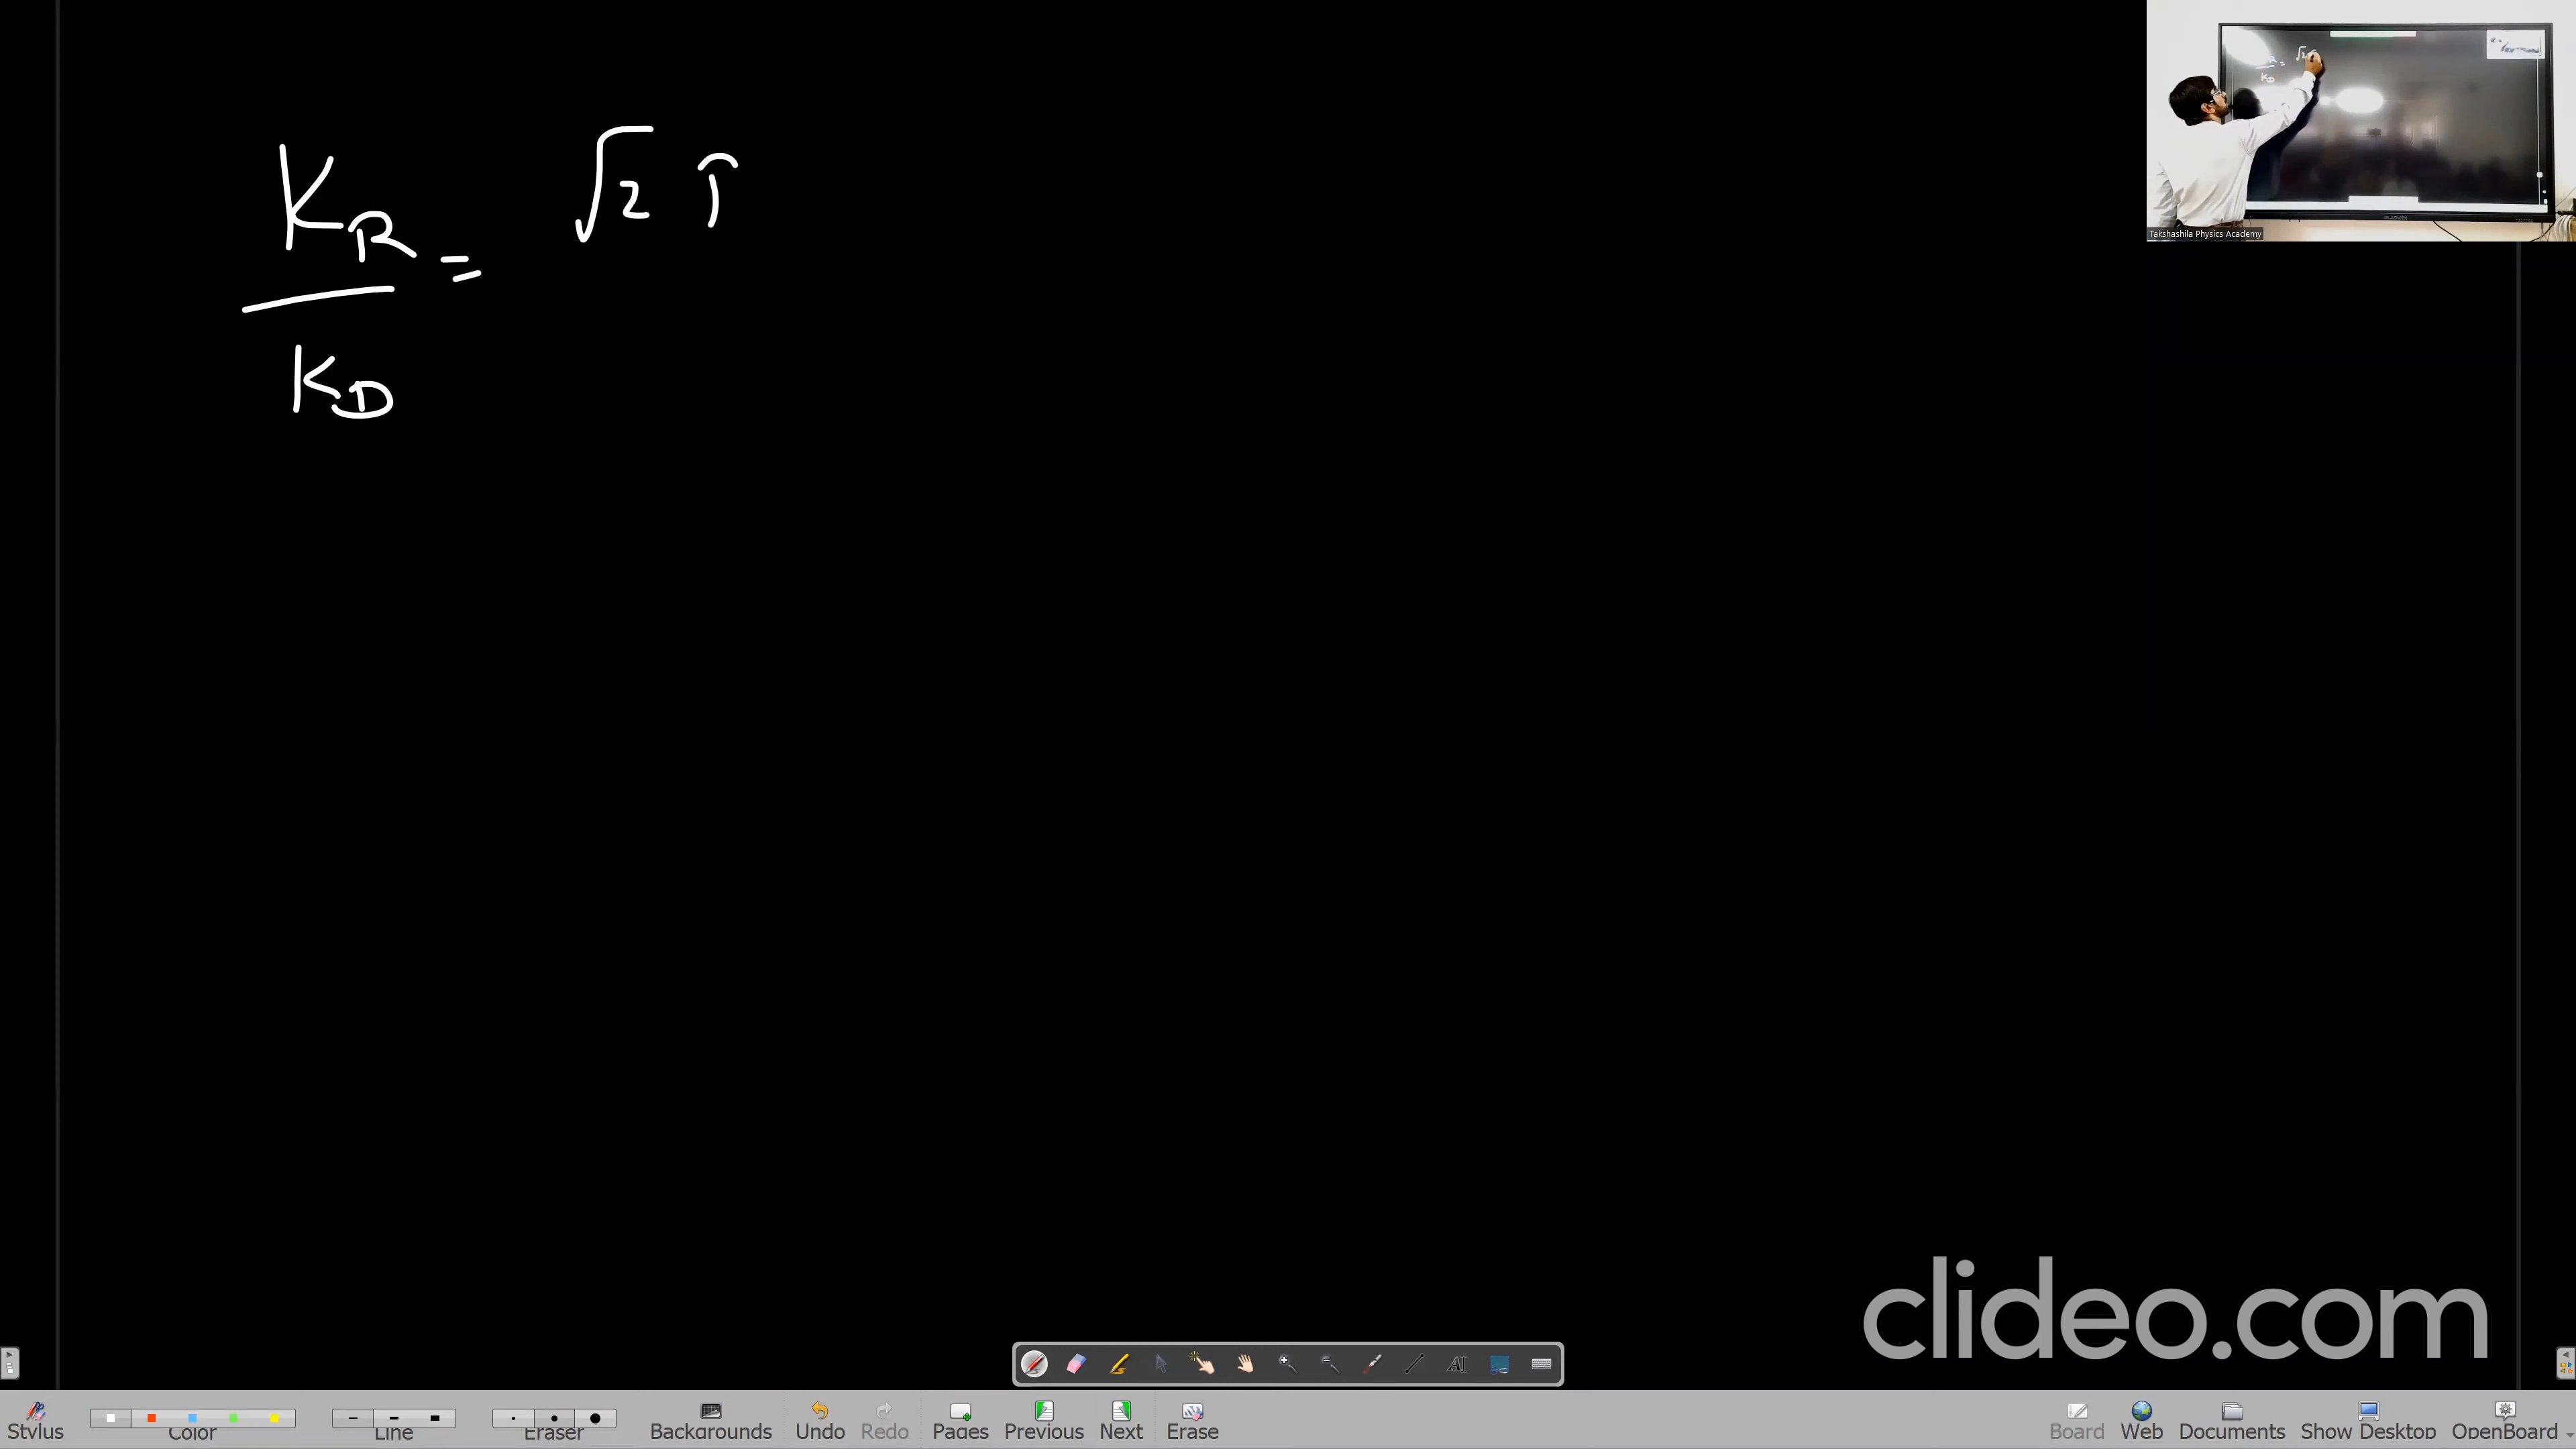 K_R = √2 î
K_D
Takshashila Physics Academy
clideo.com
Stylus Color Line Eraser Backgrounds Undo Redo Pages Previous Next Erase Board Web Documents Show Desktop OpenBoard